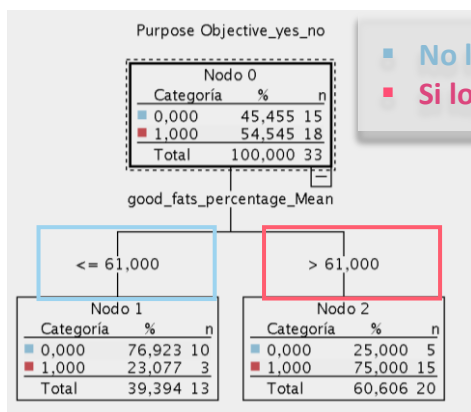 Purpose Objective_yes_no
No l
Si lo
Nodo 0
Categoría % n
0,000 45,455 15
1,000 54,545 18
Total 100,000 33
good_fats_percentage_Mean
<= 61,000
> 61,000
Nodo 1
Categoría % n
0,000 76,923 10
1,000 23,077 3
Total 39,394 13
Nodo 2
Categoría % n
0,000 25,000 5
1,000 75,000 15
Total 60,606 20